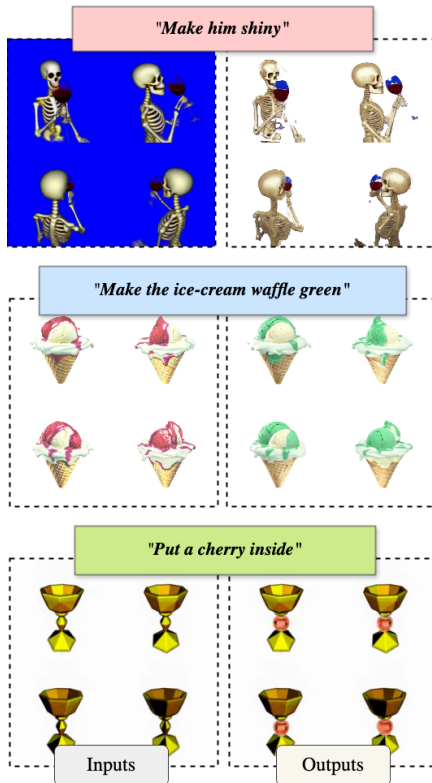 "Make him shiny"
"Make the ice-cream waffle green"
"Put a cherry inside"
Inputs
Outputs